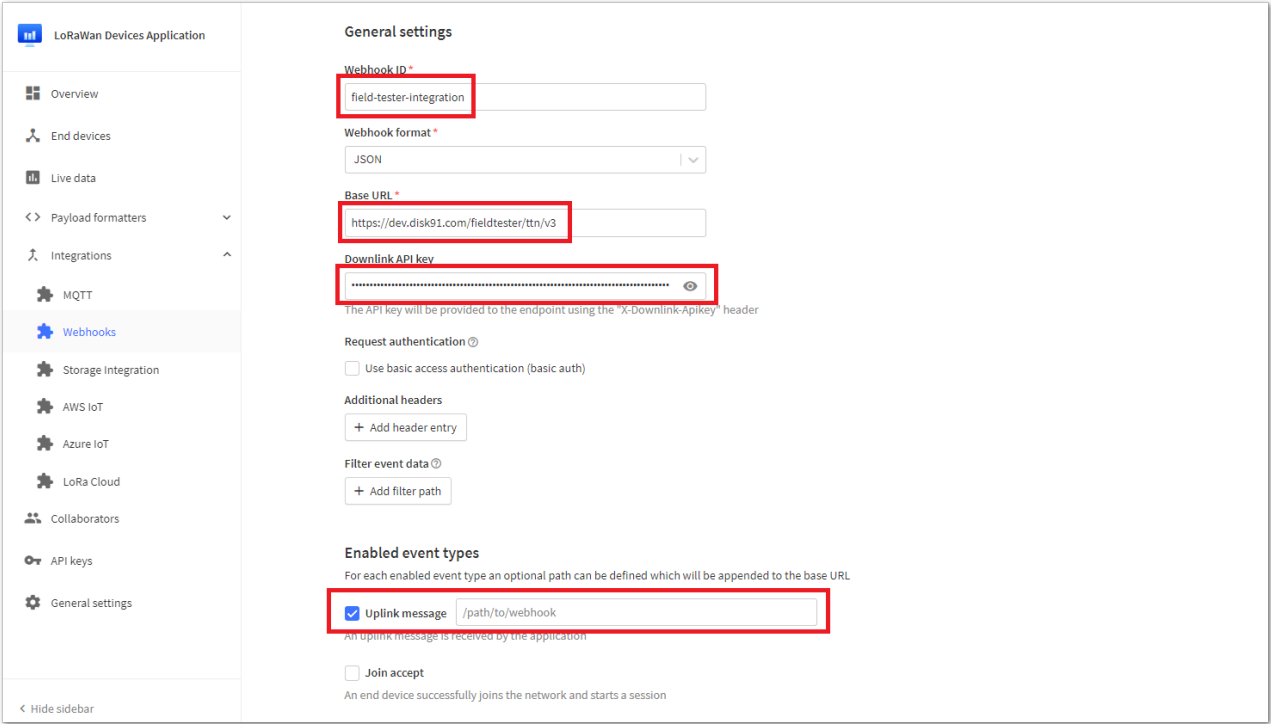 LoRaWan Devices Application
Overview
End devices
Live data
Payload formatters
Integrations
MQTT
Webhooks
Storage Integration
AWS IoT
Azure IoT
LoRa Cloud
Collaborators
API keys
General settings
Hide sidebar
General settings
Webhook ID*
field-tester-integration
Webhook format*
JSON
Base URL*
https://dev.disk91.com/fieldtester/ttn/v3
Downlink API key
The API key will be provided to the endpoint using the "X-Downlink-Apikey" header
Request authentication
Use basic access authentication (basic auth)
Additional headers
+ Add header entry
Filter event data
+ Add filter path
Enabled event types
For each enabled event type an optional path can be defined which will be appended to the base URL
Uplink message /path/to/webhook
An uplink message is received by the application
Join accept
An end device successfully joins the network and starts a session